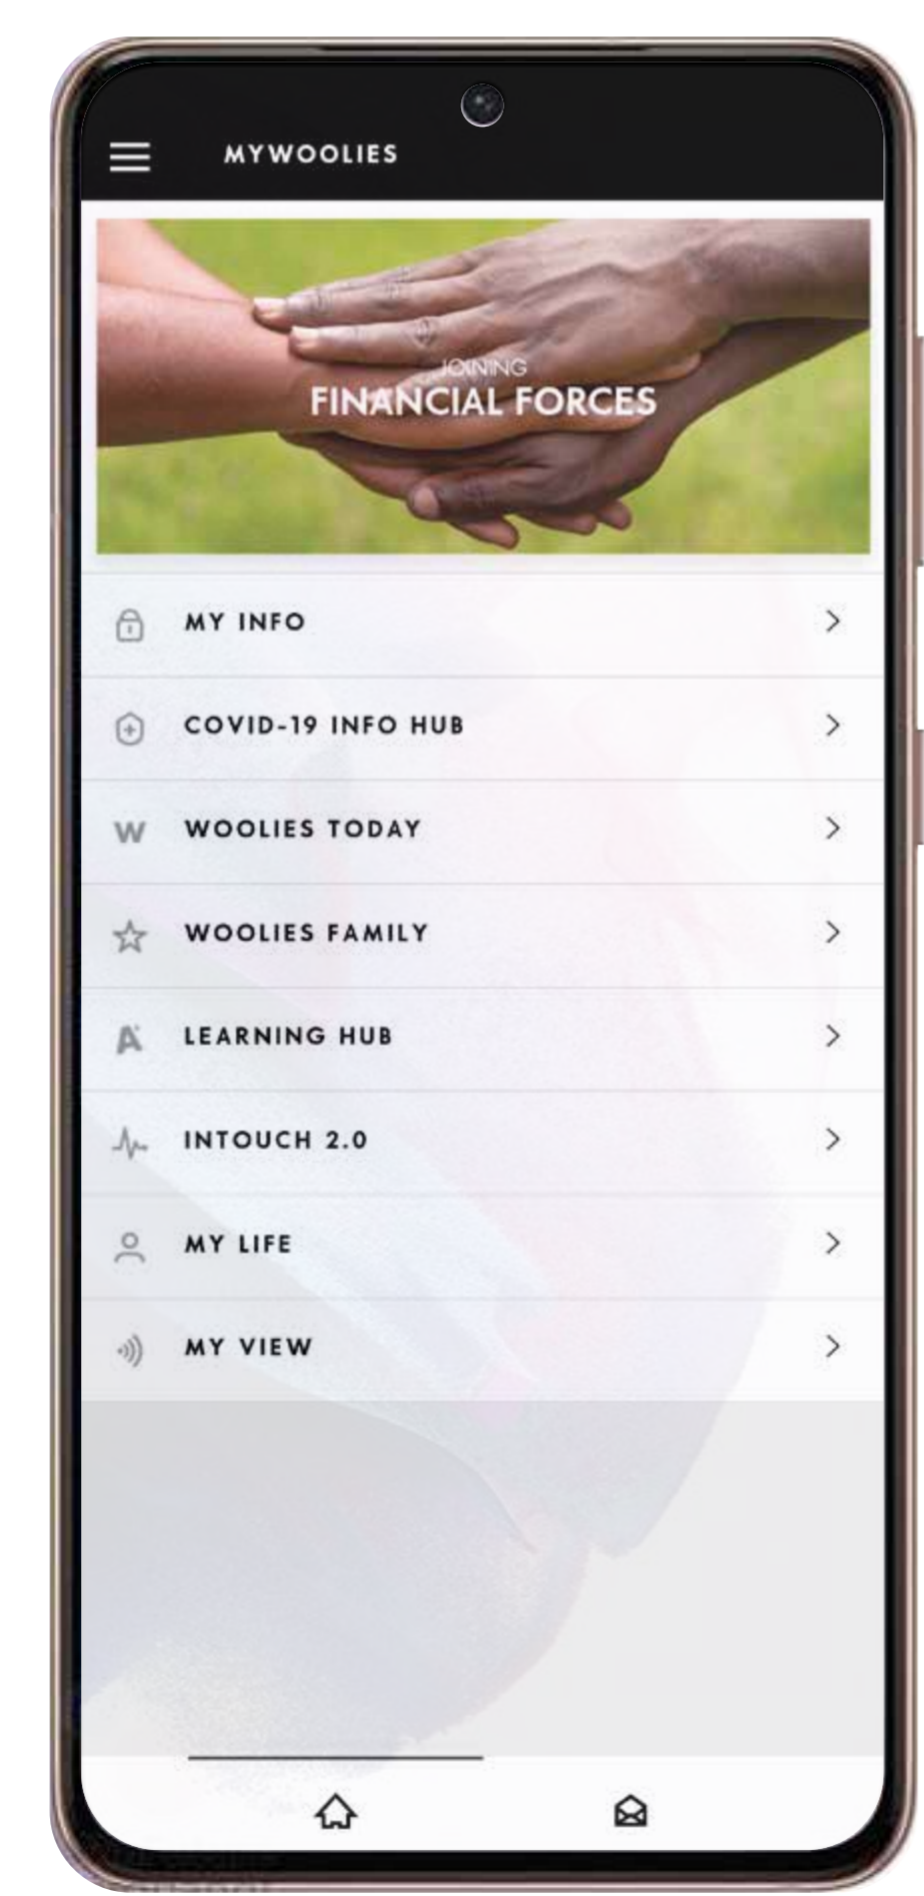 MYWOOLIES
JOINING
FINANCIAL FORCES
MY INFO
COVID-19 INFO HUB
W WOOLIES TODAY
WOOLIES FAMILY
A LEARNING HUB
INTOUCH 2.0
MY LIFE
MY VIEW